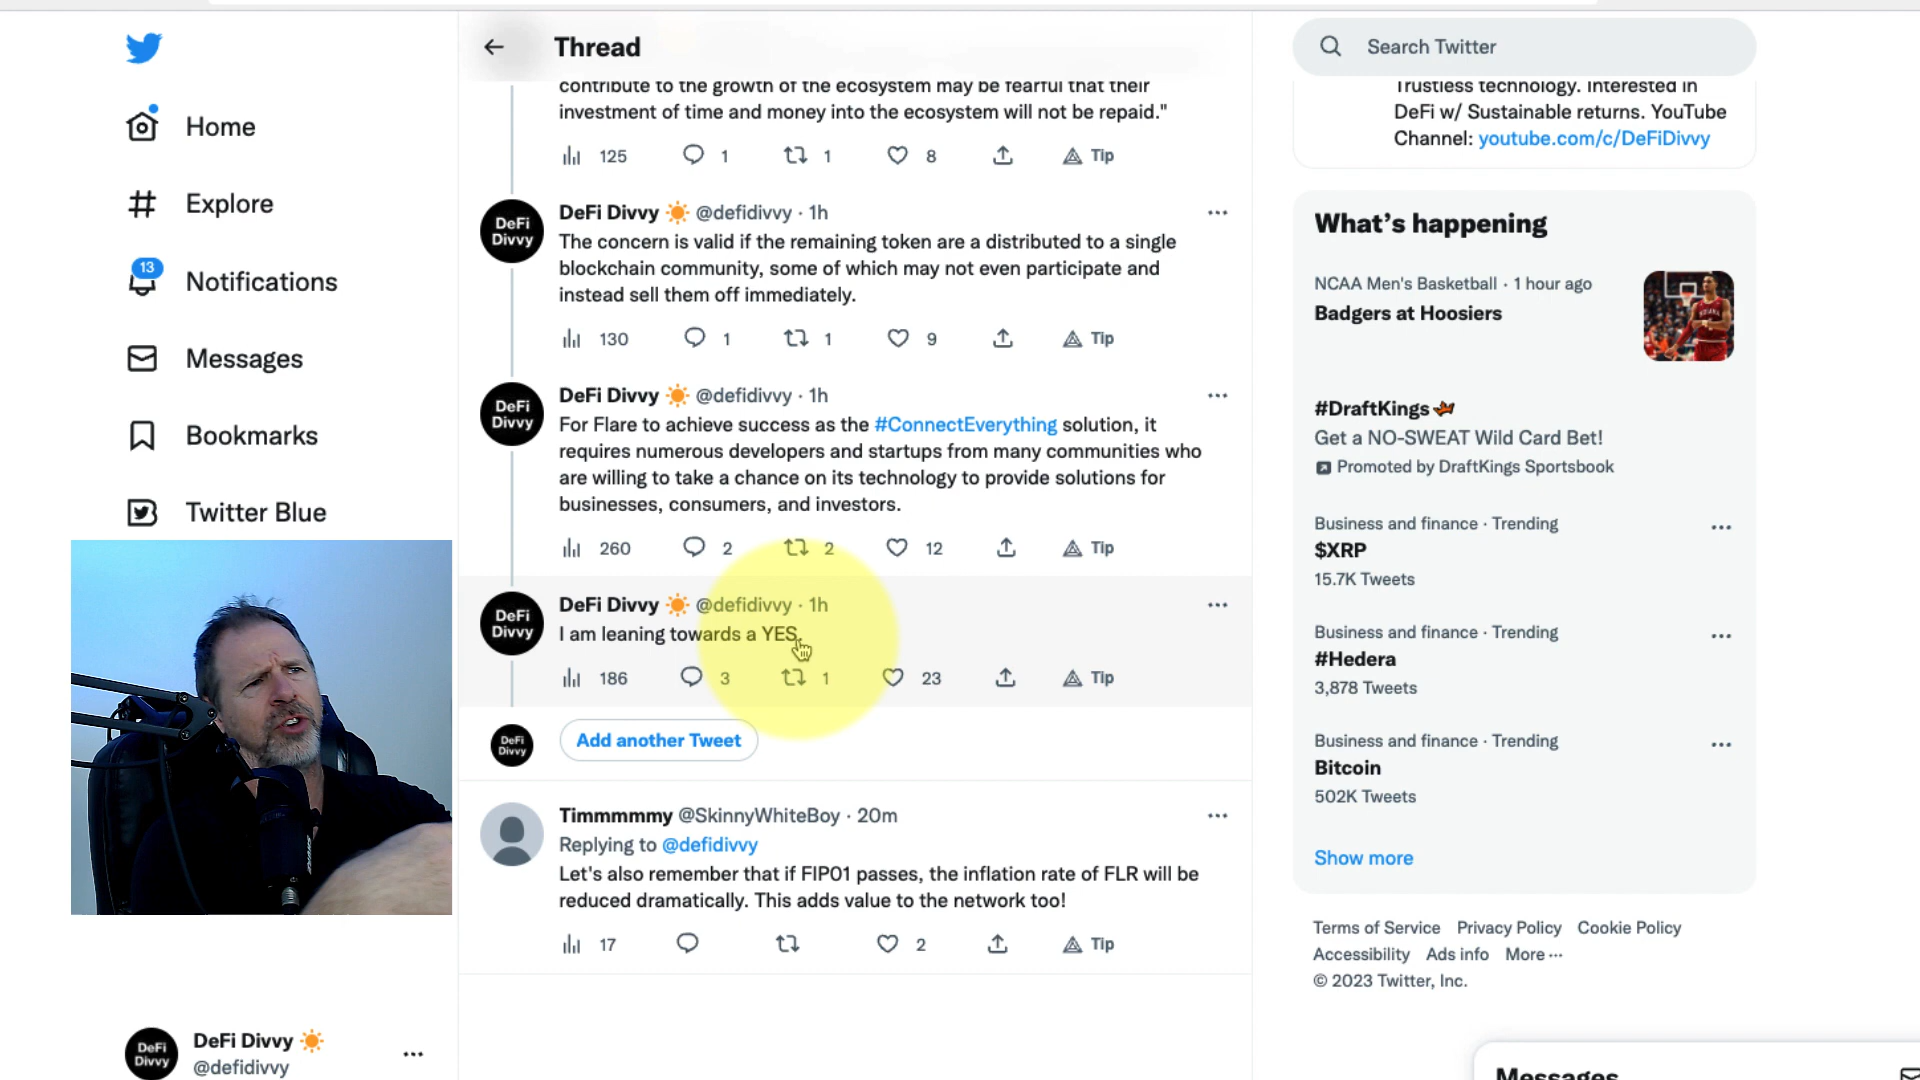 Home
Explore
13
Notifications
Messages
Bookmarks
Twitter Blue
DeFi Divvy
@defidivvy
DeFi
Divvy
Thread
contribute to the growth of the ecosystem may be fearful that their
investment of time and money into the ecosystem will not be repaid."
125 1 1 8 Tip
DeFi
Divvy
DeFi Divvy @defidivvy · 1h
The concern is valid if the remaining token are a distributed to a single
blockchain community, some of which may not even participate and
instead sell them off immediately.
130 1 1 9 Tip
DeFi
Divvy
DeFi Divvy @defidivvy · 1h
For Flare to achieve success as the #ConnectEverything solution, it
requires numerous developers and startups from many communities who
are willing to take a chance on its technology to provide solutions for
businesses, consumers, and investors.
260 2 2 12 Tip
DeFi
Divvy
DeFi Divvy @defidivvy · 1h
I am leaning towards a YES.
186 3 1 23 Tip
DeFi
Divvy
Add another Tweet
Timmmmmy @SkinnyWhiteBoy · 20m
Replying to @defidivvy
Let's also remember that if FIP01 passes, the inflation rate of FLR will be
reduced dramatically. This adds value to the network too!
17 2 Tip
Search Twitter
Trustless technology. Interested in
DeFi w/ Sustainable returns. YouTube
Channel: youtube.com/c/DeFiDivvy
What's happening
NCAA Men's Basketball · 1 hour ago
Badgers at Hoosiers
#DraftKings
Get a NO-SWEAT Wild Card Bet!
Promoted by DraftKings Sportsbook
Business and finance · Trending
$XRP
15.7K Tweets
Business and finance · Trending
#Hedera
3,878 Tweets
Business and finance · Trending
Bitcoin
502K Tweets
Show more
Terms of Service Privacy Policy Cookie Policy
Accessibility Ads info More ···
© 2023 Twitter, Inc.
Messages